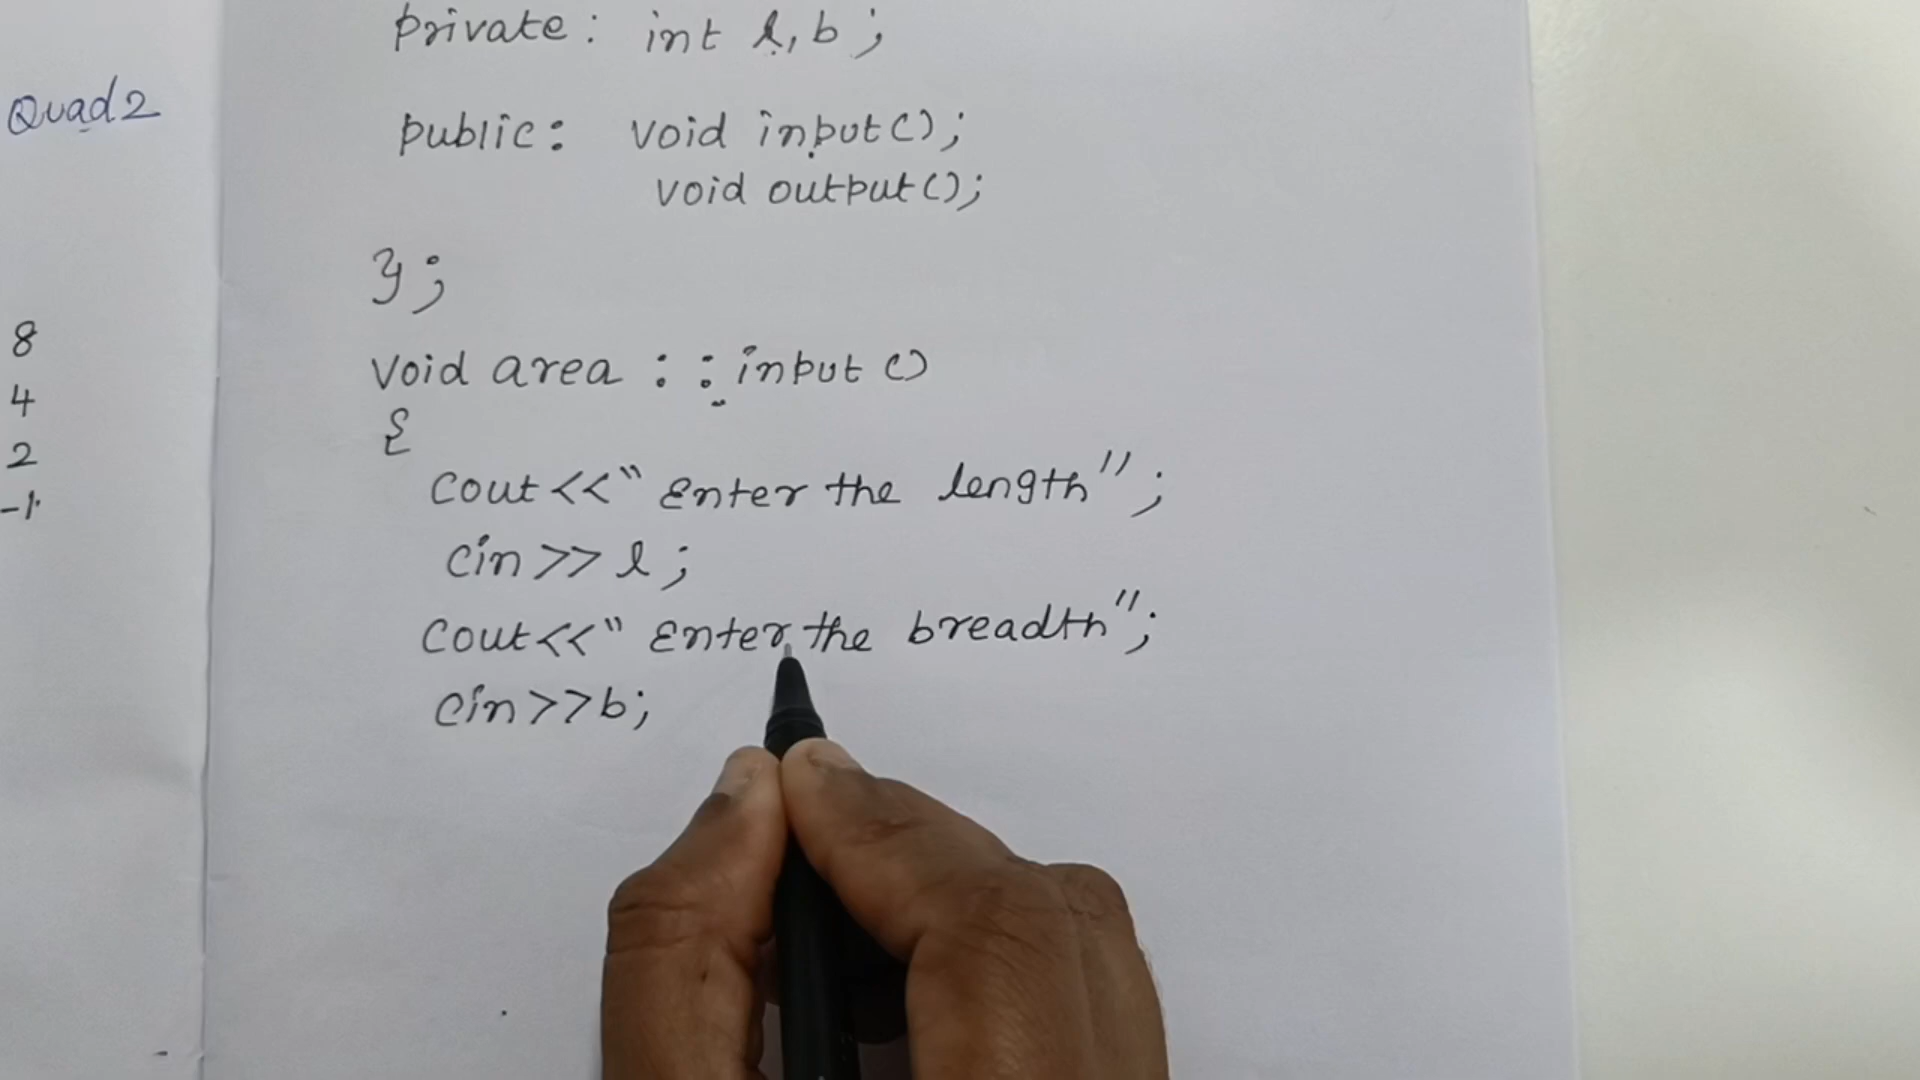 Quad2
8
4
2
-1
private: int l, b ;
public: void input();
void output();
};
void area : : input ()
{
Cout<<" Enter the length" ;
Cin >> l ;
Cout<<" Enter the breadth";
Cin>>b;